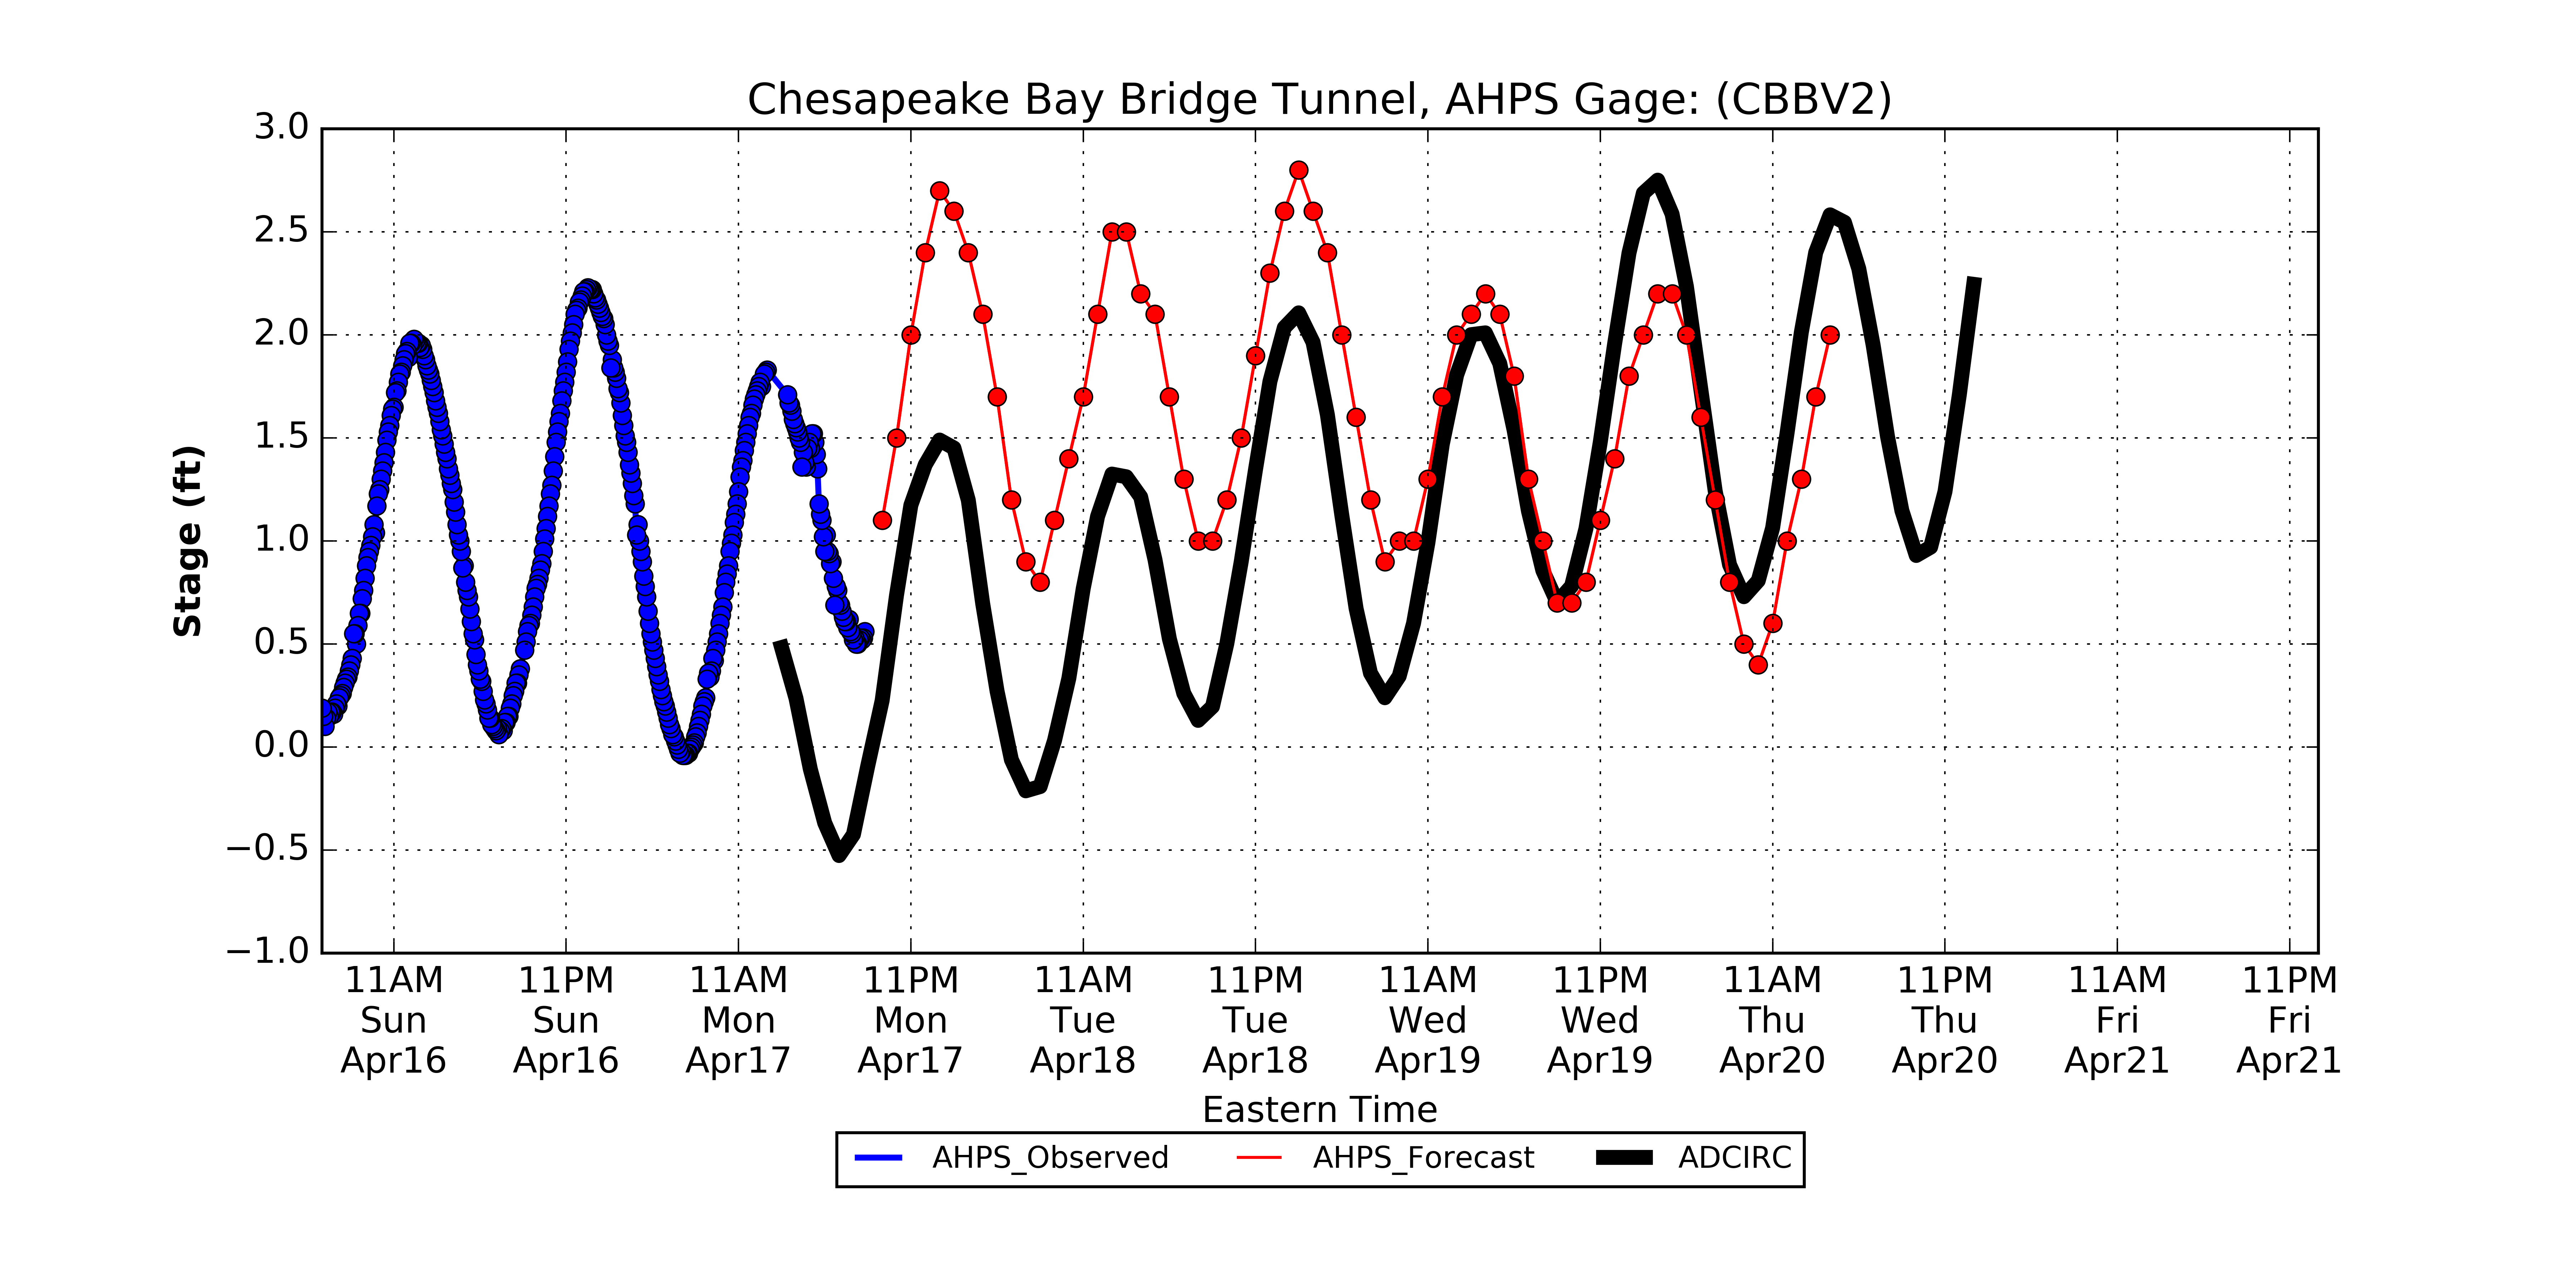 Chesapeake Bay Bridge Tunnel, AHPS Gage: (CBBV2)
3.0
2.5
2.0
1.5
1.0
0.5
0.0
−0.5
−1.0
Stage (ft)
11AM 11PM 11AM 11PM 11AM 11PM 11AM 11PM 11AM 11PM 11AM 11PM
Sun Sun Mon Mon Tue Tue Wed Wed Thu Thu Fri Fri
Apr16 Apr16 Apr17 Apr17 Apr18 Apr18 Apr19 Apr19 Apr20 Apr20 Apr21 Apr21
Eastern Time
AHPS_Observed AHPS_Forecast ADCIRC